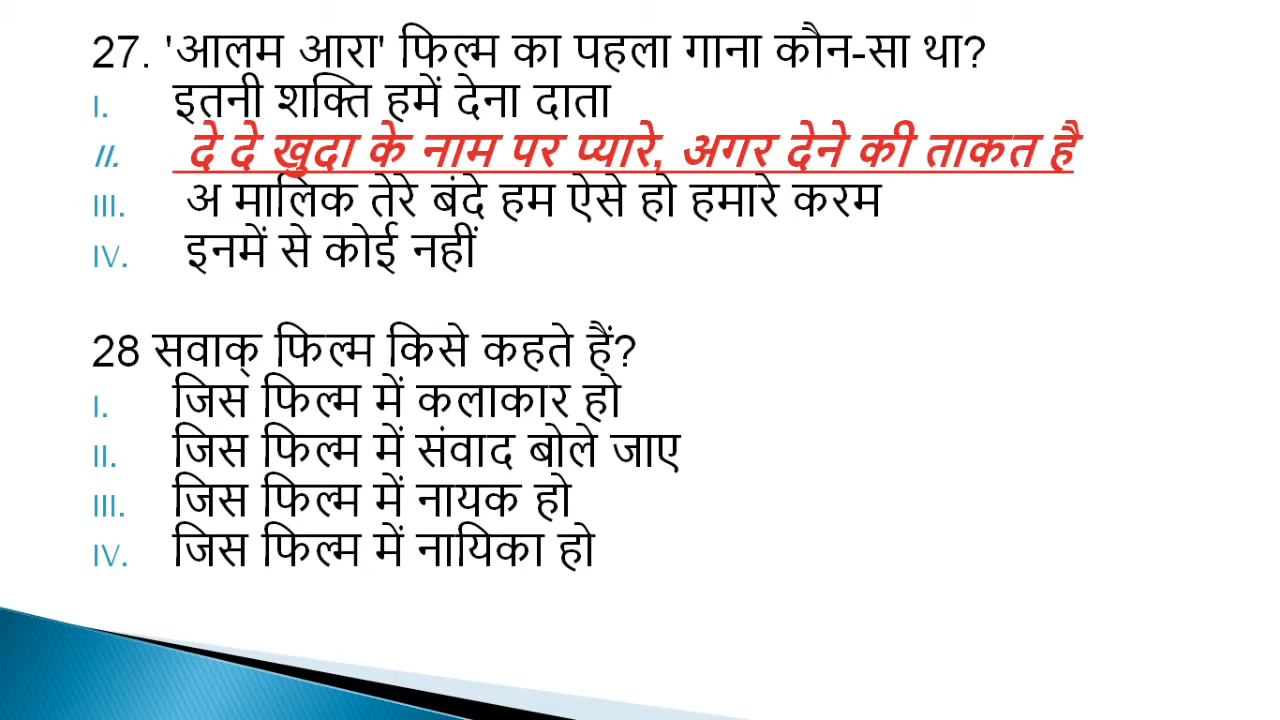 27. 'आलम आरा' फिल्म का पहला गाना कौन-सा था?
I. इतनी शक्ति हमें देना दाता
II. दे दे खुदा के नाम पर प्यारे, अगर देने की ताकत है
III. अ मालिक तेरे बंदे हम ऐसे हो हमारे करम
IV. इनमें से कोई नहीं
28 सवाक् फिल्म किसे कहते हैं?
I. जिस फिल्म में कलाकार हो
II. जिस फिल्म में संवाद बोले जाए
III. जिस फिल्म में नायक हो
IV. जिस फिल्म में नायिका हो